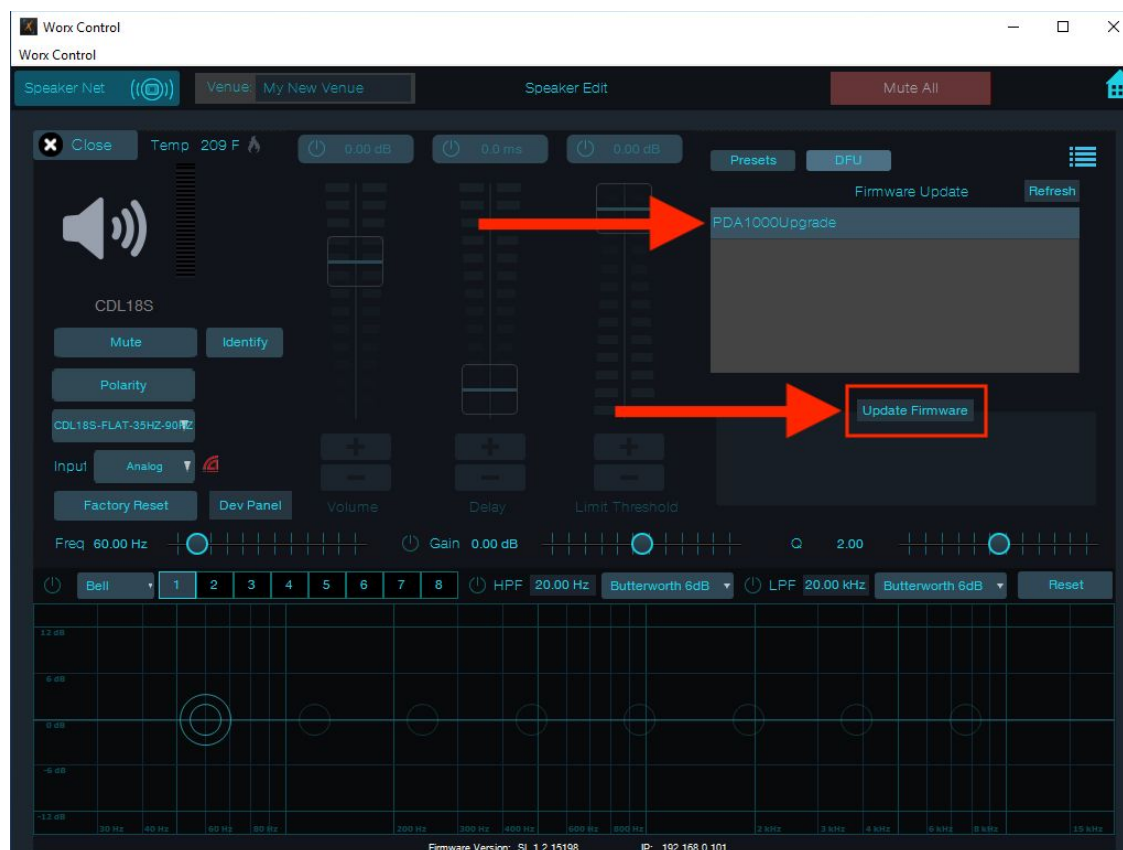 Worx Control
Worx Control
Speaker Net
Venue: My New Venue
Speaker Edit
Mute All
Close
Temp 209 F
0.00 dB
0.0 ms
0.00 dB
Presets
DFU
Firmware Update
Refresh
PDA1000Upgrade
CDL18S
Mute
Identify
Polarity
Update Firmware
CDL18S-FLAT-35HZ-90HZ
Input
Analog
Factory Reset
Dev Panel
Volume
Delay
Limit Threshold
Freq 60.00 Hz
Gain 0.00 dB
Q 2.00
Bell
1 2 3 4 5 6 7 8
HPF 20.00 Hz
Butterworth 6dB
LPF 20.00 kHz
Butterworth 6dB
Reset
12 dB
6 dB
0 dB
-6 dB
-12 dB
30 Hz 40 Hz 60 Hz 80 Hz 200 Hz 300 Hz 400 Hz 600 Hz 800 Hz 2 kHz 3 kHz 4 kHz 6 kHz 8 kHz 15 kHz
Firmware Version: SL 1.2.15198 IP: 192.168.0.101